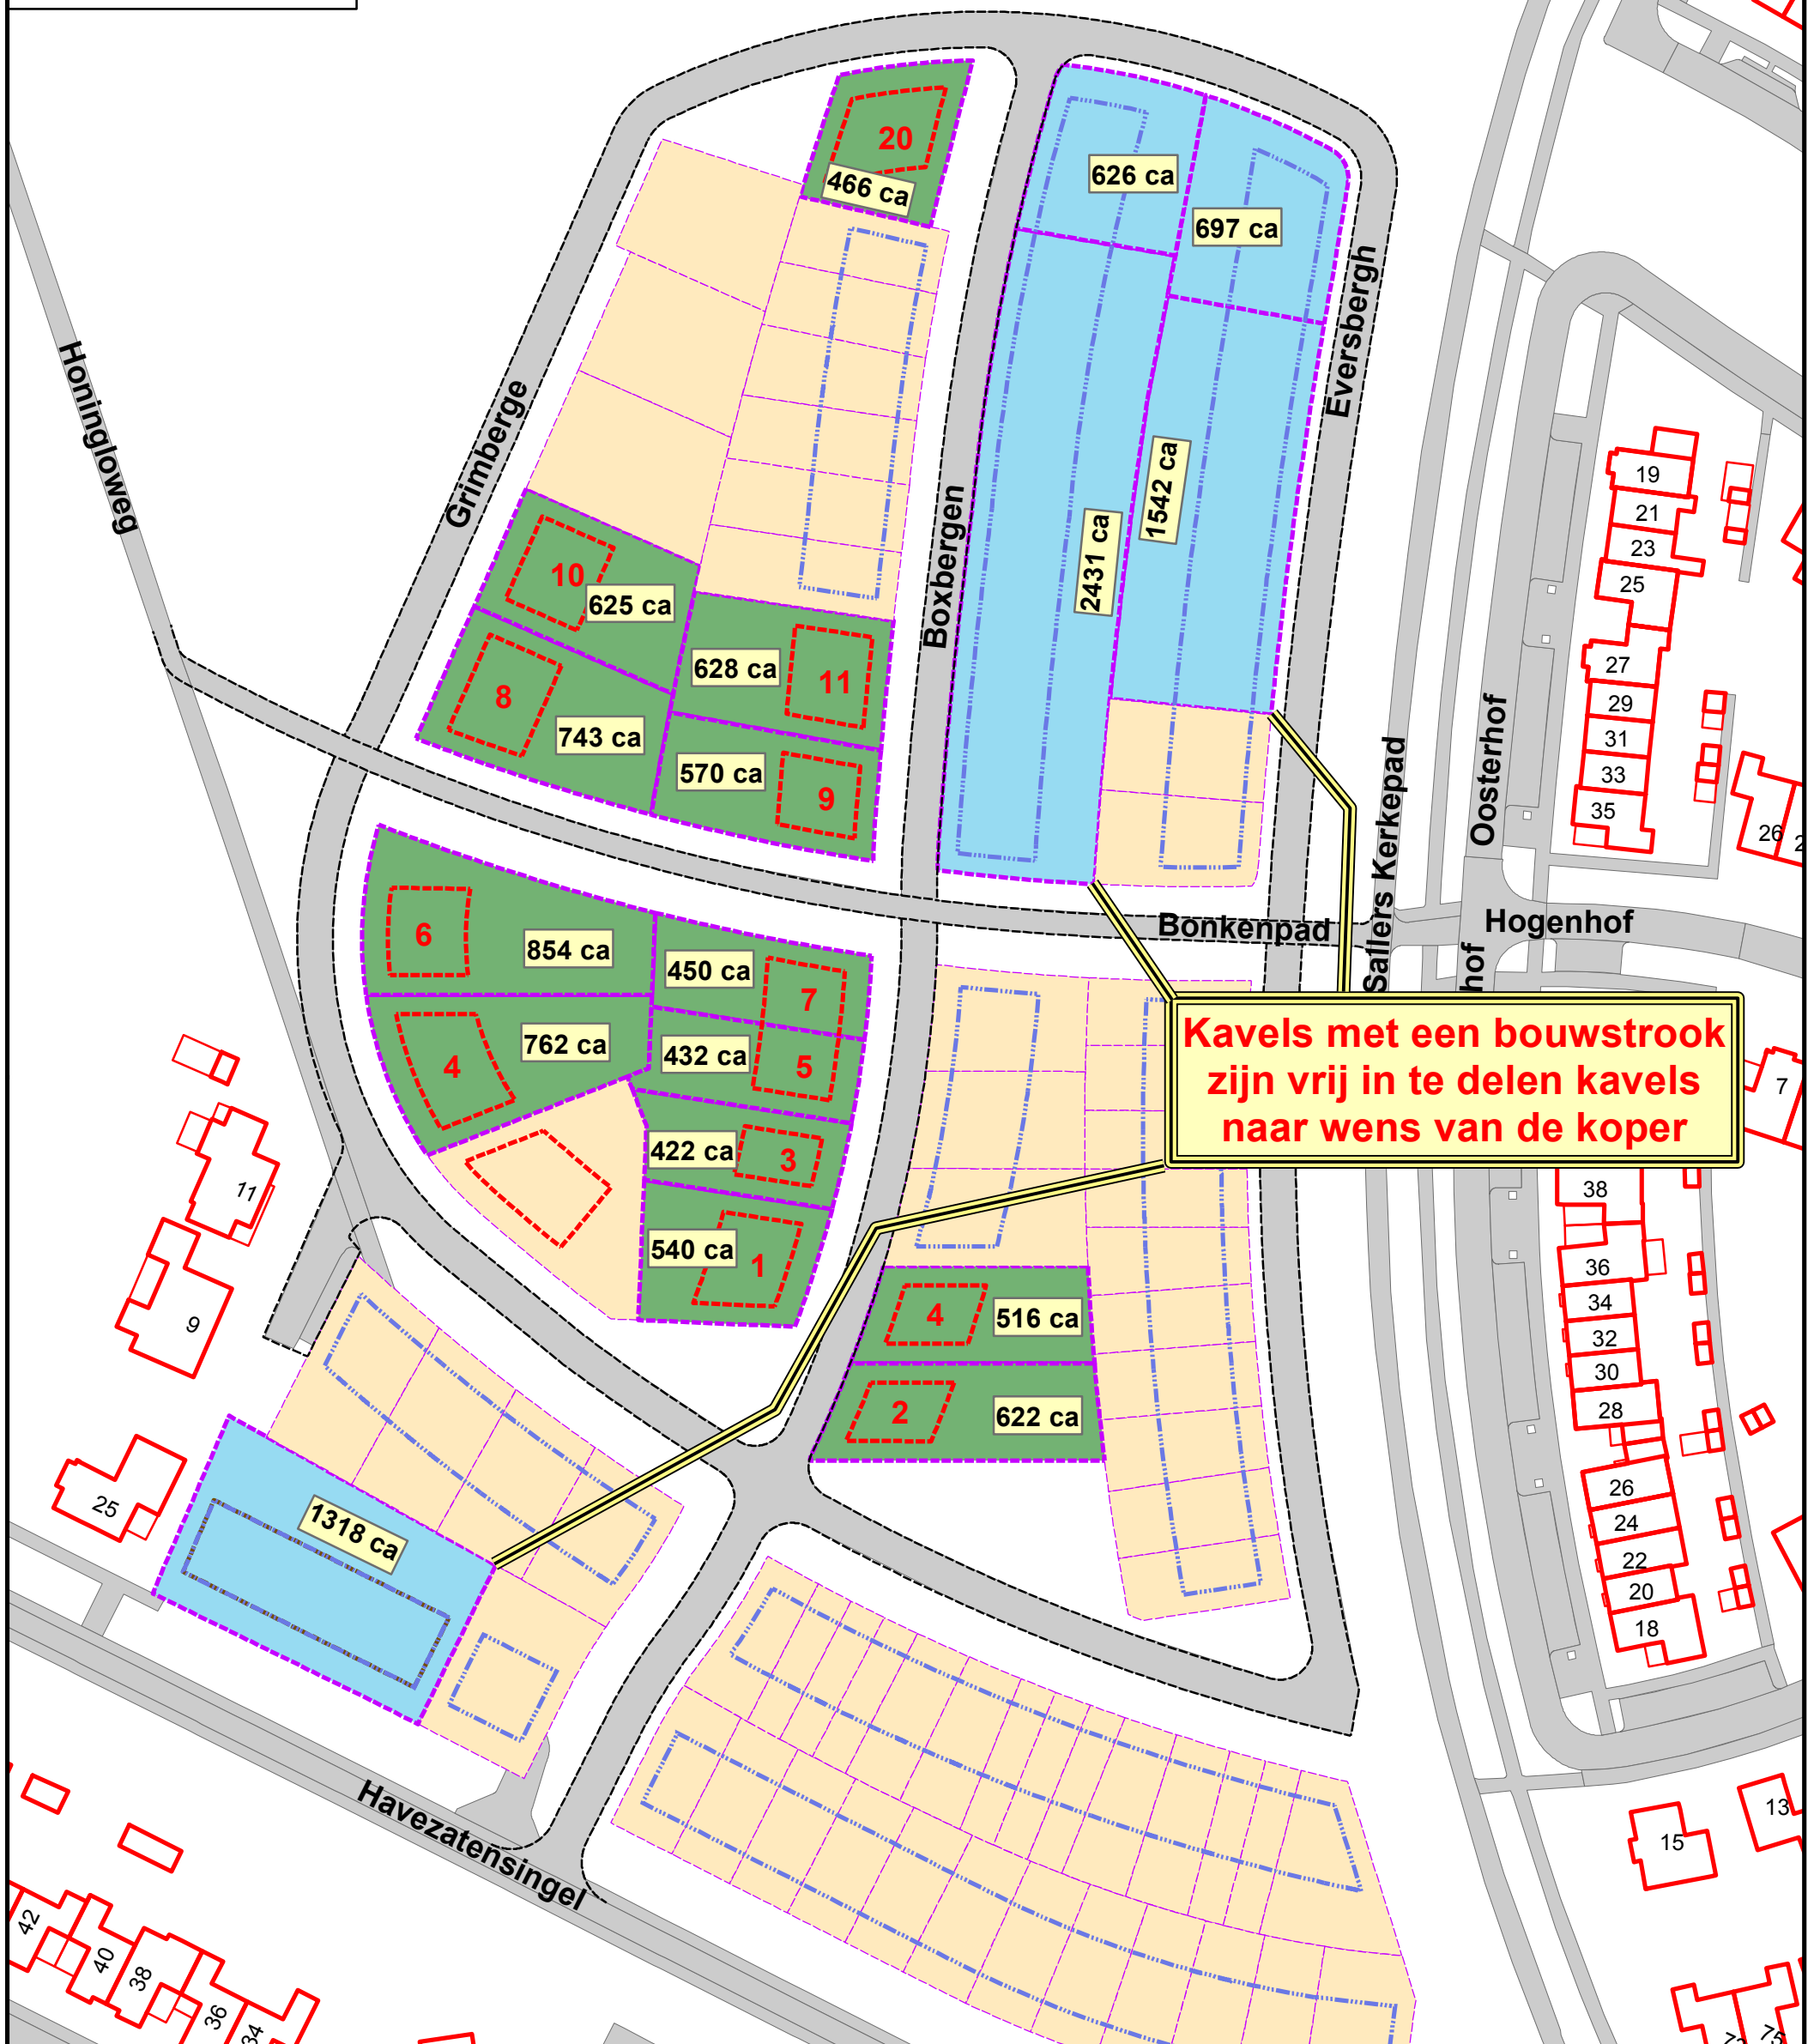 20
466 ca
626 ca
697 ca
Honingloweg
Grimberge
Boxbergen
Eversbergh
1542 ca
2431 ca
10
625 ca
8
743 ca
628 ca
11
570 ca
9
19
21
23
25
27
29
31
33
35
26
Oosterhof
Sallers Kerkepad
Hogenhof
hof
Bonkenpad
6
854 ca
450 ca
7
4
762 ca
432 ca
5
422 ca
3
540 ca
1
Kavels met een bouwstrook
zijn vrij in te delen kavels
naar wens van de koper
7
11
9
4
516 ca
2
622 ca
38
36
34
32
30
28
26
24
22
20
18
25
1318 ca
Havezatensingel
13
15
42
40
38
36
34
75